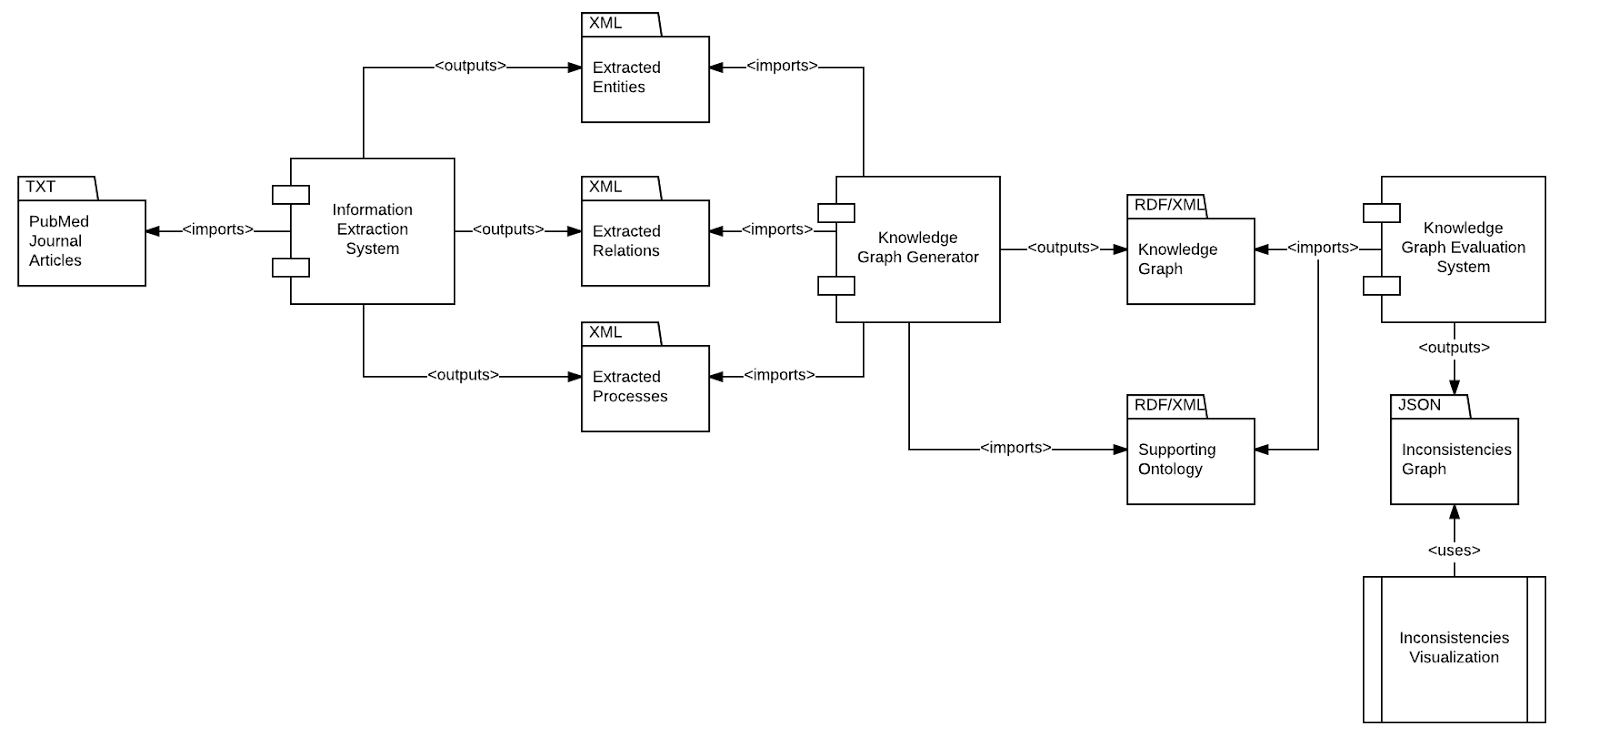 XML
Extracted
Entities
<outputs>
<imports>
TXT
PubMed
Journal
Articles
<imports>
Information
Extraction
System
<outputs>
XML
Extracted
Relations
<imports>
Knowledge
Graph Generator
<outputs>
RDF/XML
Knowledge
Graph
<imports>
Knowledge
Graph Evaluation
System
<outputs>
XML
Extracted
Processes
<outputs>
<imports>
<imports>
RDF/XML
Supporting
Ontology
JSON
Inconsistencies
Graph
<uses>
Inconsistencies
Visualization